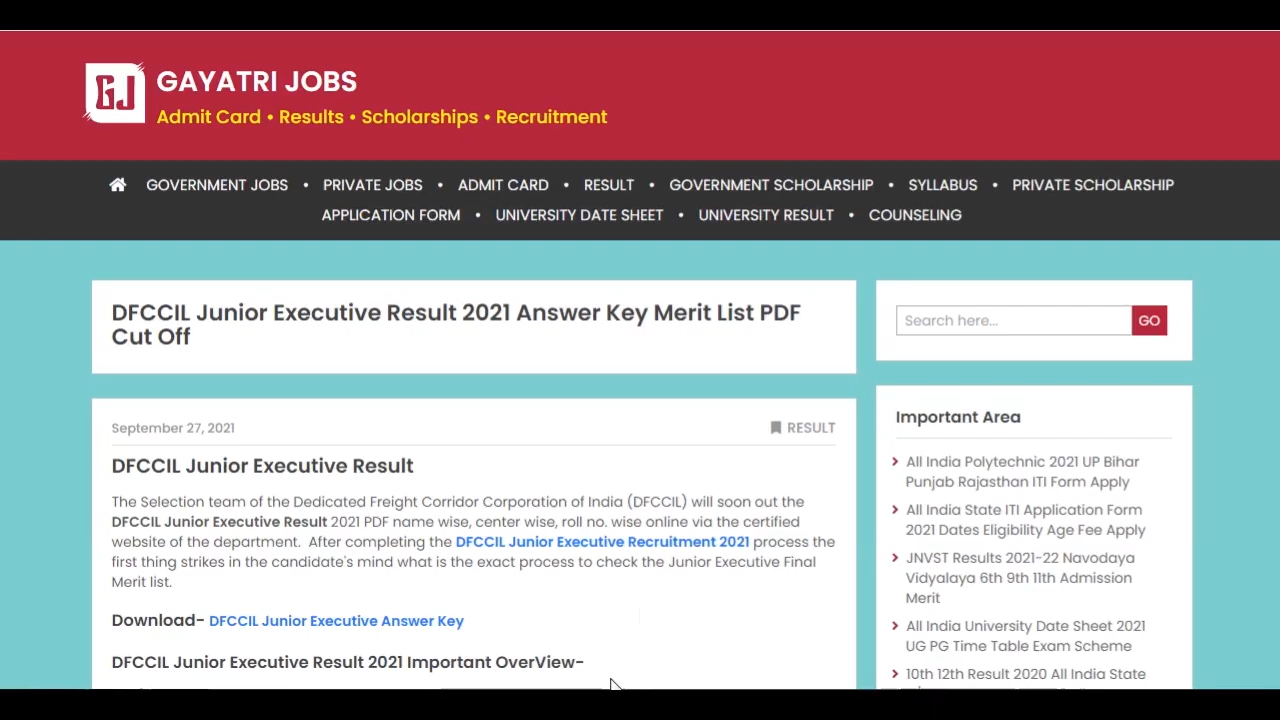 GJ
GAYATRI JOBS
Admit Card • Results • Scholarships • Recruitment
GOVERNMENT JOBS • PRIVATE JOBS • ADMIT CARD • RESULT • GOVERNMENT SCHOLARSHIP • SYLLABUS • PRIVATE SCHOLARSHIP
APPLICATION FORM • UNIVERSITY DATE SHEET • UNIVERSITY RESULT • COUNSELING
DFCCIL Junior Executive Result 2021 Answer Key Merit List PDF
Cut Off
September 27, 2021
RESULT
DFCCIL Junior Executive Result
The Selection team of the Dedicated Freight Corridor Corporation of India (DFCCIL) will soon out the
DFCCIL Junior Executive Result 2021 PDF name wise, center wise, roll no. wise online via the certified
website of the department. After completing the DFCCIL Junior Executive Recruitment 2021 process the
first thing strikes in the candidate's mind what is the exact process to check the Junior Executive Final
Merit list.
Download- DFCCIL Junior Executive Answer Key
DFCCIL Junior Executive Result 2021 Important OverView-
Search here...
GO
Important Area
All India Polytechnic 2021 UP Bihar
Punjab Rajasthan ITI Form Apply
All India State ITI Application Form
2021 Dates Eligibility Age Fee Apply
JNVST Results 2021-22 Navodaya
Vidyalaya 6th 9th 11th Admission
Merit
All India University Date Sheet 2021
UG PG Time Table Exam Scheme
10th 12th Result 2020 All India State